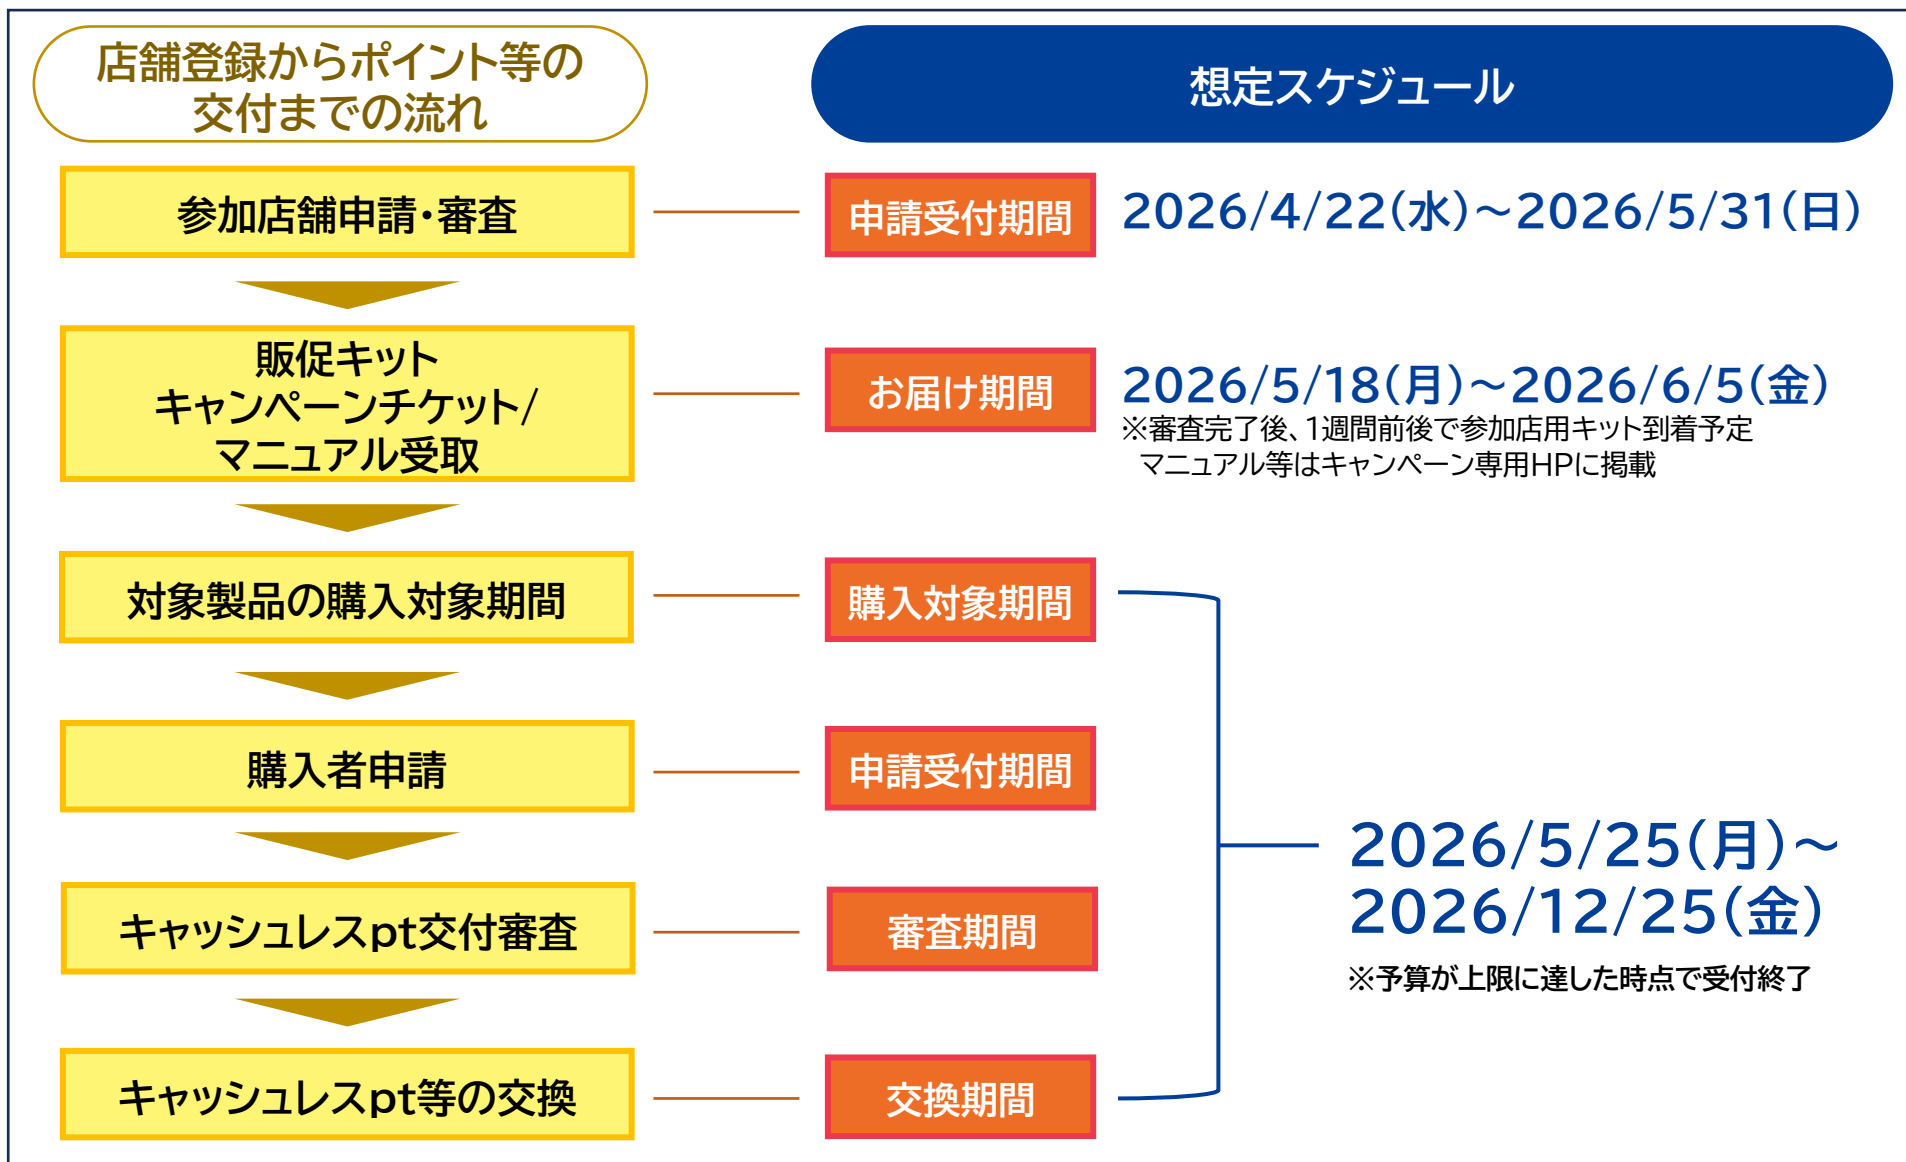 店舗登録からポイント等の
交付までの流れ
想定スケジュール
参加店舗申請・審査
申請受付期間
2026/4/22(水)～2026/5/31(日)
販促キット
キャンペーンチケット/
マニュアル受取
お届け期間
2026/5/18(月)～2026/6/5(金)
※審査完了後、1週間前後で参加店用キット到着予定
マニュアル等はキャンペーン専用HPに掲載
対象製品の購入対象期間
購入対象期間
購入者申請
申請受付期間
キャッシュレスpt交付審査
審査期間
キャッシュレスpt等の交換
交換期間
2026/5/25(月)～
2026/12/25(金)
※予算が上限に達した時点で受付終了